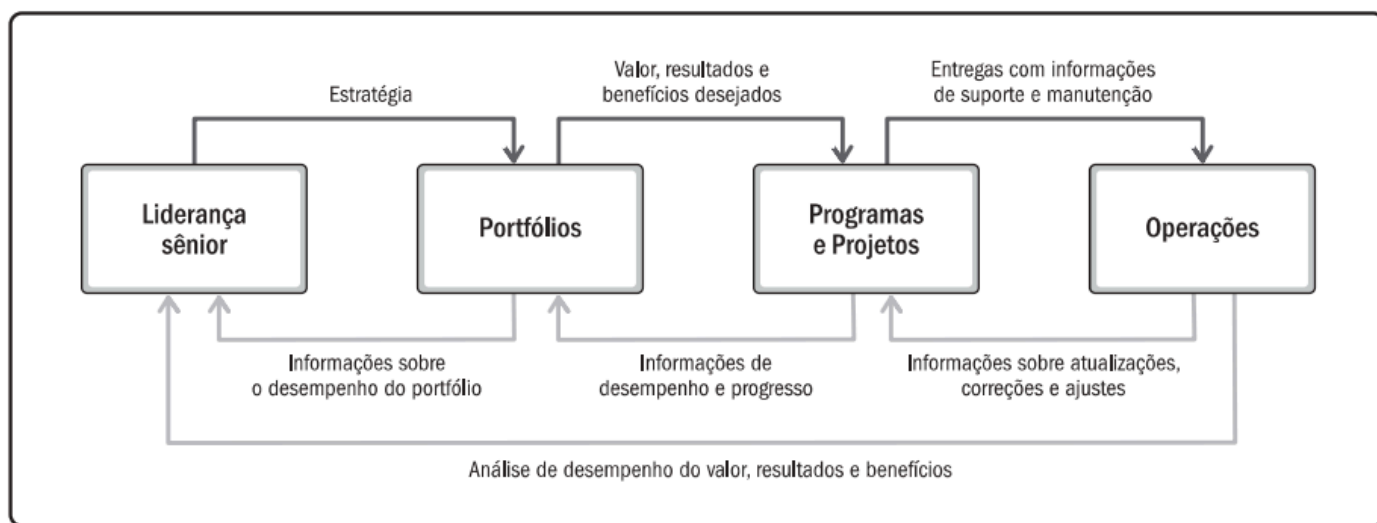 Estratégia
Valor, resultados e
benefícios desejados
Entregas com informações
de suporte e manutenção
Liderança
sênior
Portfólios
Programas
e Projetos
Operações
Informações sobre
o desempenho do portfólio
Informações de
desempenho e progresso
Informações sobre atualizações,
correções e ajustes
Análise de desempenho do valor, resultados e benefícios